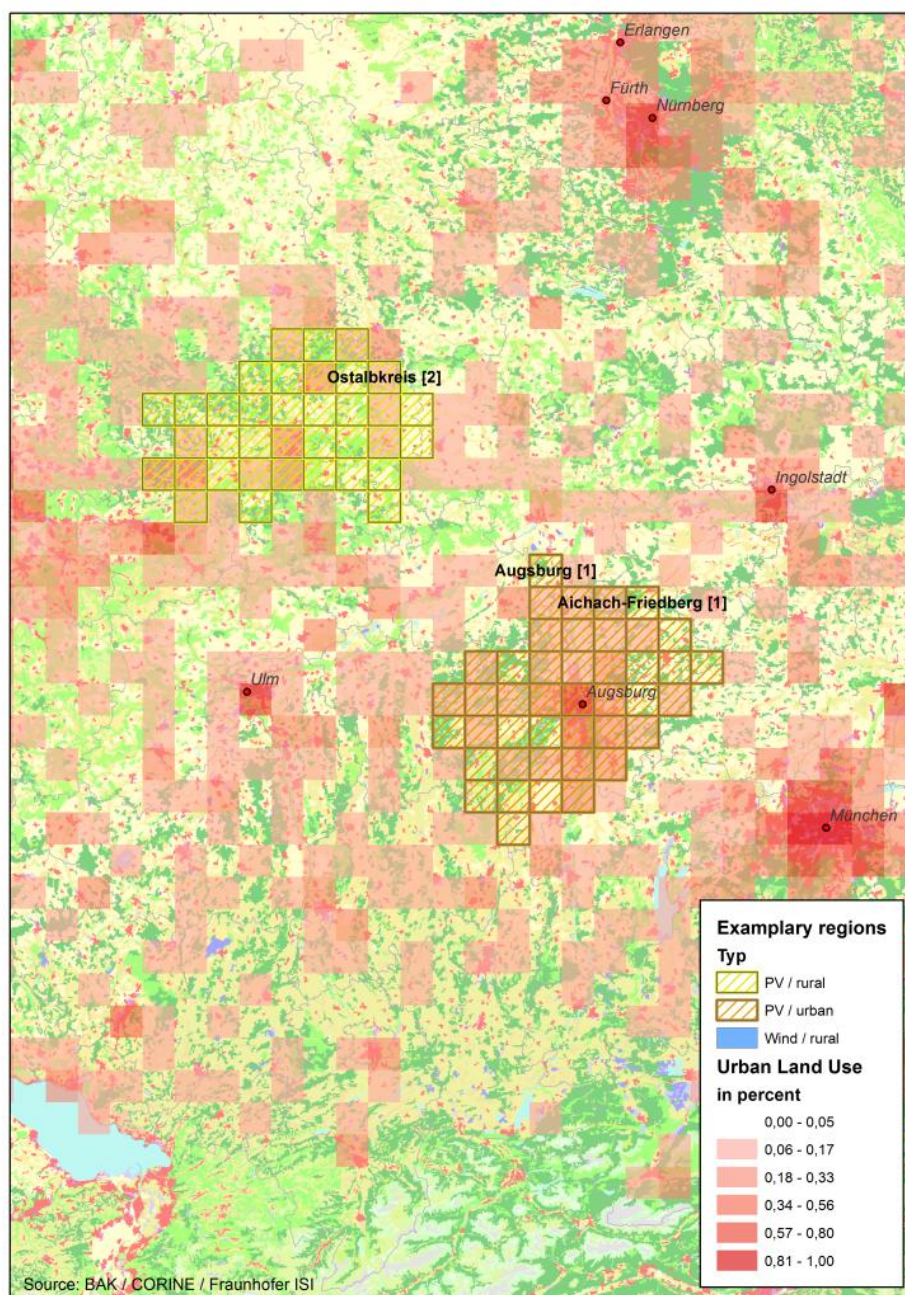 Erlangen
Fürth
Nürnberg
Ostalbkreis [2]
Ingolstadt
Augsburg [1]
Aichach-Friedberg [1]
Ulm
Augsburg
München
Examplary regions
Typ
PV / rural
PV / urban
Wind / rural
Urban Land Use
in percent
0,00 - 0,05
0,06 - 0,17
0,18 - 0,33
0,34 - 0,56
0,57 - 0,80
0,81 - 1,00
Source: BAK / CORINE / Fraunhofer ISI